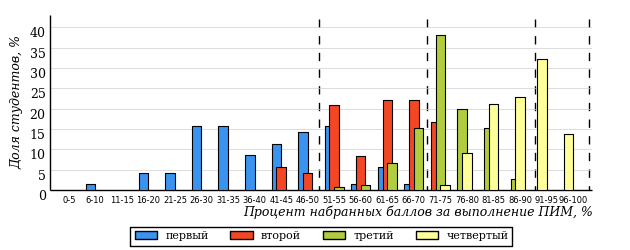 Доля студентов, %
40
35
30
25
20
15
10
5
0
0-5 6-10 11-15 16-20 21-25 26-30 31-35 36-40 41-45 46-50 51-55 56-60 61-65 66-70 71-75 76-80 81-85 86-90 91-95 96-100
Процент набранных баллов за выполнение ПИМ, %
первый второй третий четвертый